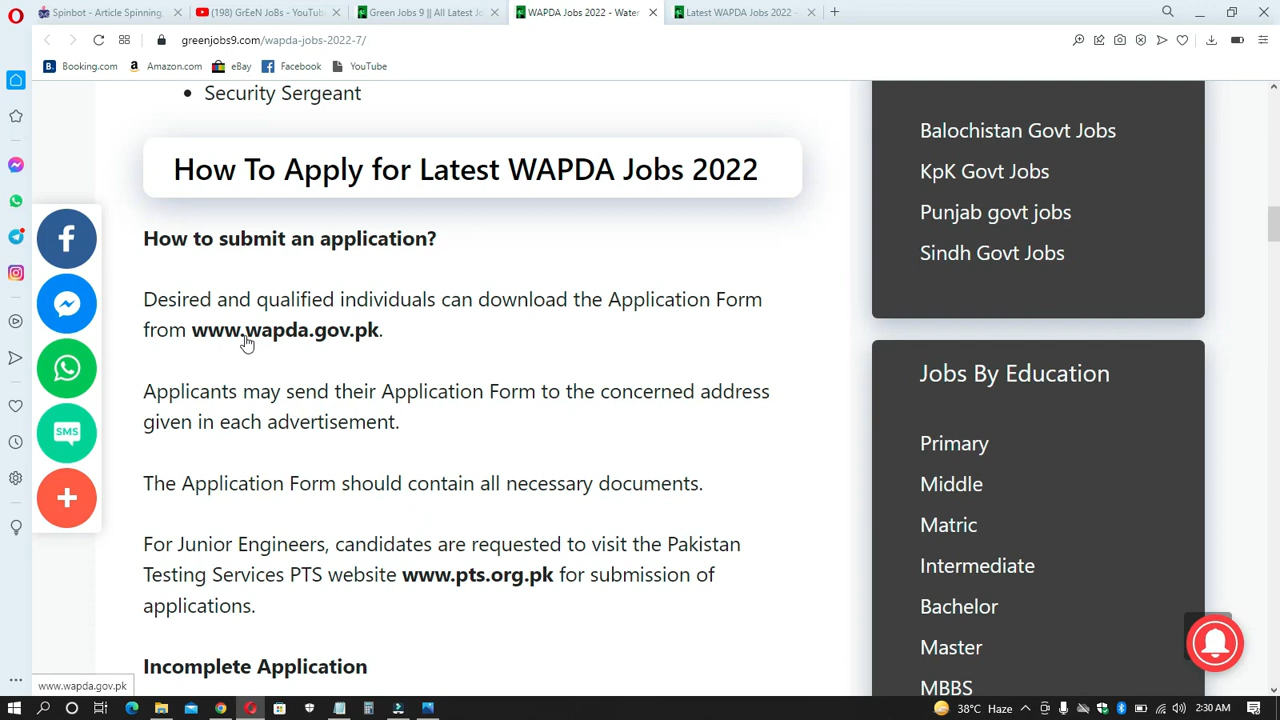 Spinbot - Article Spinning,
(198) GrEeN Jo8s - YouTub
Green Jobs 9 || All Latest Jo
WAPDA Jobs 2022 - Water
Latest WAPDA Jobs 2022 -
greenjobs9.com/wapda-jobs-2022-7/
Booking.com
Amazon.com
eBay
Facebook
YouTube
• Security Sergeant
How To Apply for Latest WAPDA Jobs 2022
How to submit an application?
Desired and qualified individuals can download the Application Form
from www.wapda.gov.pk.
Applicants may send their Application Form to the concerned address
given in each advertisement.
The Application Form should contain all necessary documents.
For Junior Engineers, candidates are requested to visit the Pakistan
Testing Services PTS website www.pts.org.pk for submission of
applications.
Incomplete Application
SMS
Balochistan Govt Jobs
KpK Govt Jobs
Punjab govt jobs
Sindh Govt Jobs
Jobs By Education
Primary
Middle
Matric
Intermediate
Bachelor
Master
MBBS
www.wapda.gov.pk
38°C Haze
2:30 AM